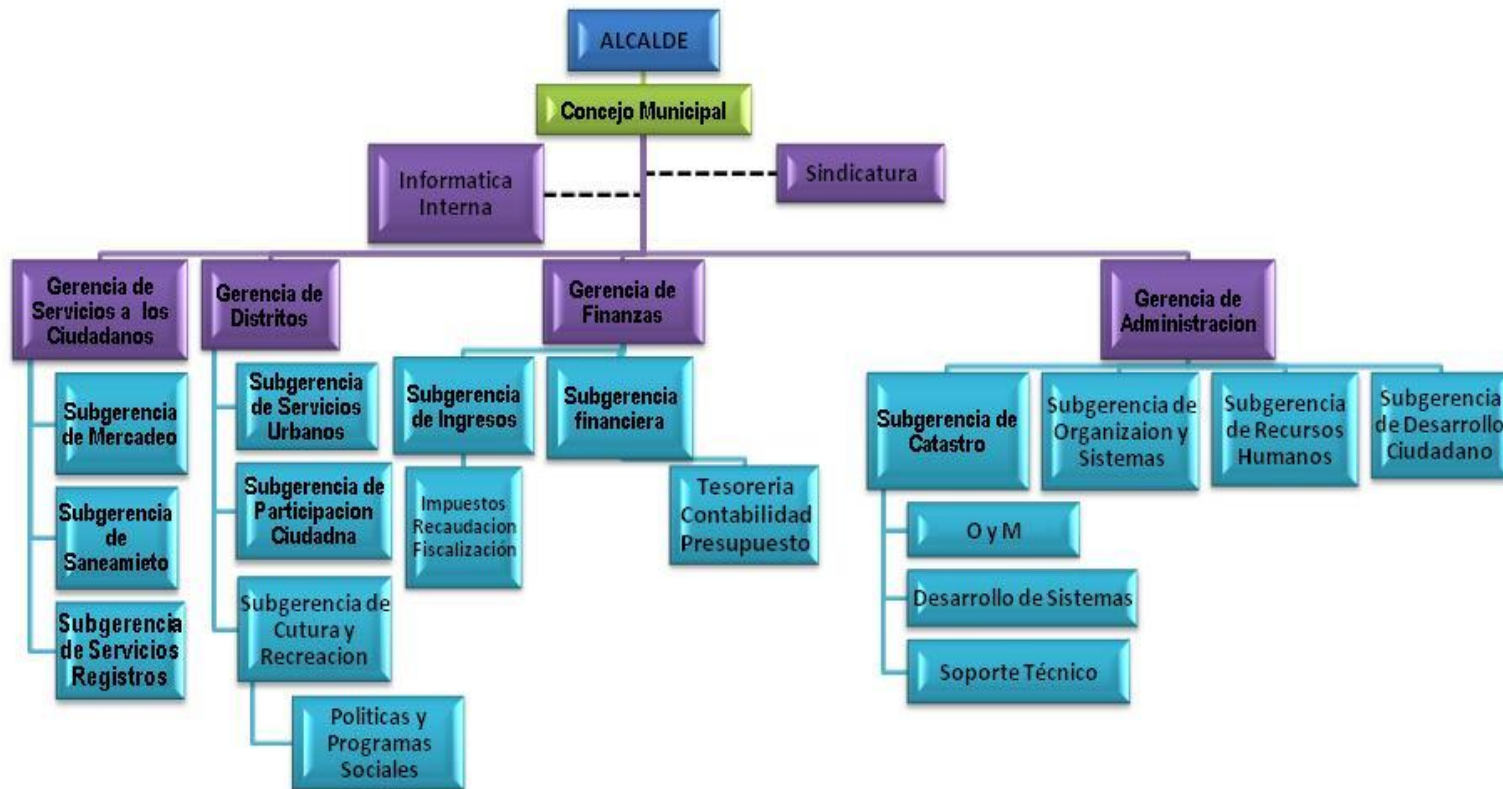 ALCALDE
Concejo Municipal
Informatica
Interna
Sindicatura
Gerencia de
Servicios a los
Ciudadanos
Gerencia de
Distritos
Gerencia de
Finanzas
Gerencia de
Administracion
Subgerencia
de Mercadeo
Subgerencia
de
Saneamieto
Subgerencia
de Servicios
Registros
Subgerencia
de Servicios
Urbanos
Subgerencia de
Participacion
Ciudadna
Subgerencia de
Cutura y
Recreacion
Politicas y
Programas
Sociales
Subgerencia
de Ingresos
Impuestos
Recaudacion
Fiscalización
Subgerencia
financiera
Tesoreria
Contabilidad
Presupuesto
Subgerencia de
Catastro
O y M
Desarrollo de Sistemas
Soporte Técnico
Subgerencia de
Organizaion y
Sistemas
Subgerencia
de Recursos
Humanos
Subgerencia
de Desarrollo
Ciudadano